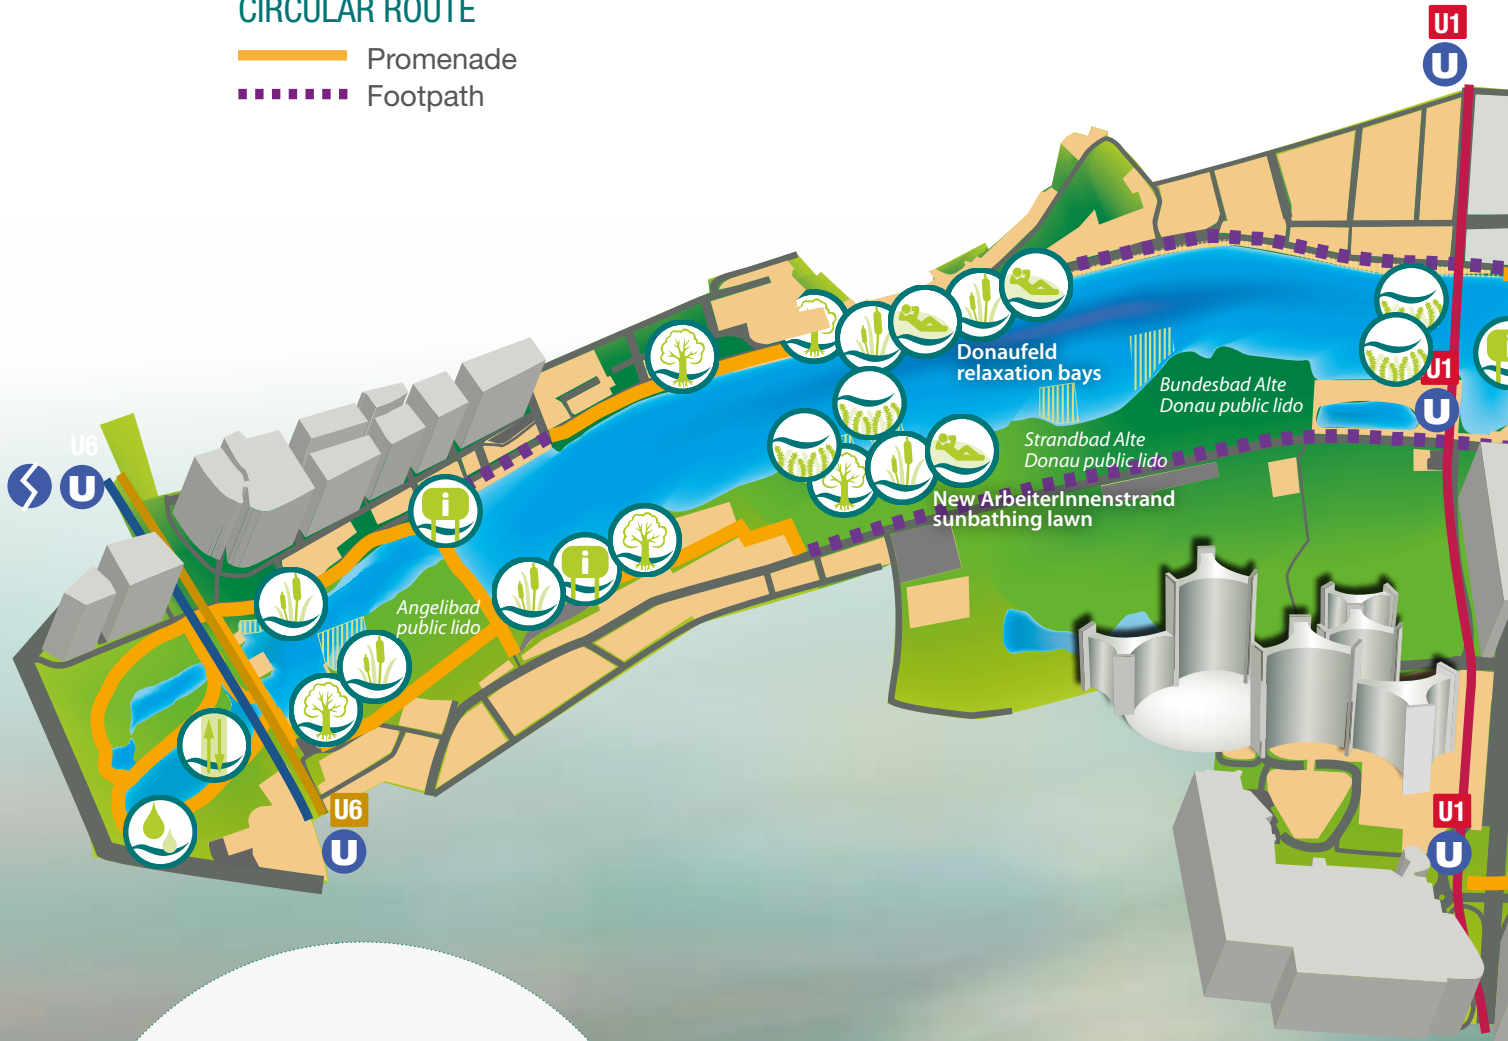 CIRCULAR ROUTE
Promenade
Footpath
U1
U
Donaufeld
relaxation bays
Bundesbad Alte
Donau public lido
U1
U
Strandbad Alte
Donau public lido
New ArbeiterInnenstrand
sunbathing lawn
U6
U
i
i
i
Angelibad
public lido
U6
U
U1
U